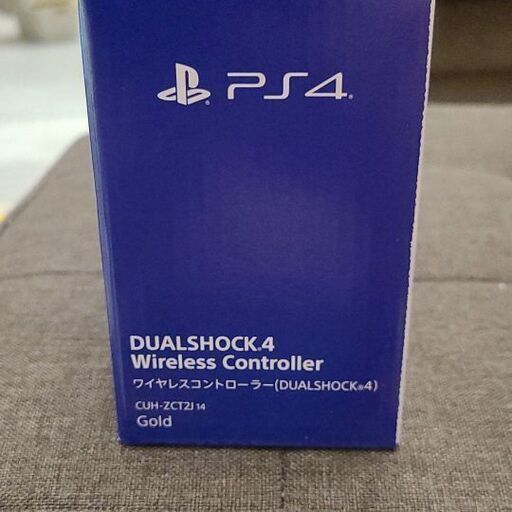 PS4
DUALSHOCK®4
Wireless Controller
ワイヤレスコントローラー(DUALSHOCK®4)
CUH-ZCT2J 14
Gold